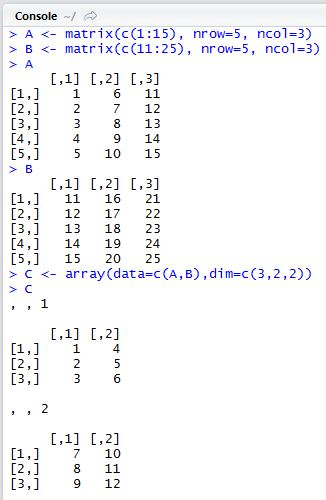 Console ~/
> A <- matrix(c(1:15), nrow=5, ncol=3)
> B <- matrix(c(11:25), nrow=5, ncol=3)
> A
     [,1] [,2] [,3]
[1,]    1    6   11
[2,]    2    7   12
[3,]    3    8   13
[4,]    4    9   14
[5,]    5   10   15
> B
     [,1] [,2] [,3]
[1,]   11   16   21
[2,]   12   17   22
[3,]   13   18   23
[4,]   14   19   24
[5,]   15   20   25
> C <- array(data=c(A,B),dim=c(3,2,2))
> C
, , 1
     [,1] [,2]
[1,]    1    4
[2,]    2    5
[3,]    3    6
, , 2
     [,1] [,2]
[1,]    7   10
[2,]    8   11
[3,]    9   12